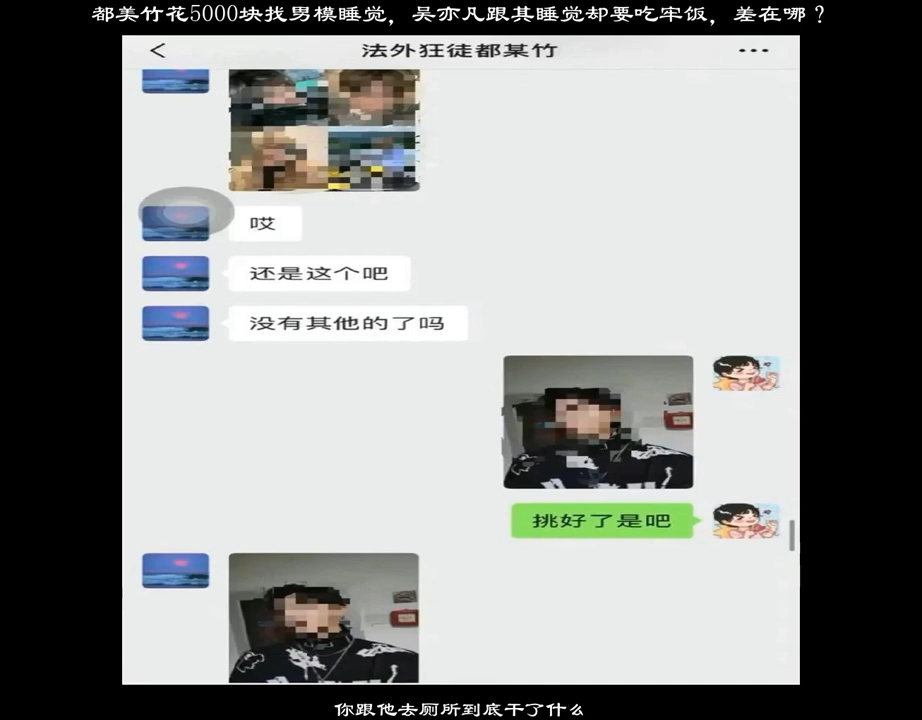 都美竹花5000块找男模睡觉，吴亦凡跟其睡觉却要吃牢饭，差在哪？
法外狂徒都某竹
哎
还是这个吧
没有其他的了吗
挑好了是吧
你跟他去厕所到底干了什么